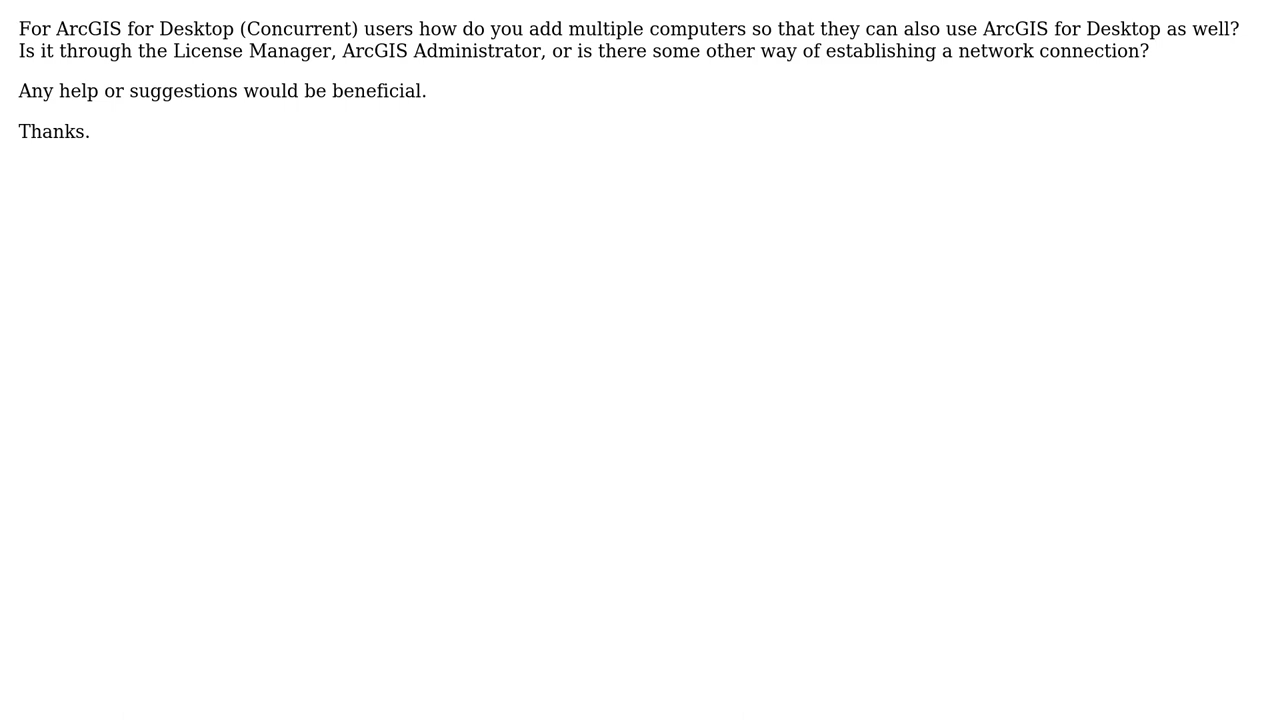 For ArcGIS for Desktop (Concurrent) users how do you add multiple computers so that they can also use ArcGIS for Desktop as well?
Is it through the License Manager, ArcGIS Administrator, or is there some other way of establishing a network connection?
Any help or suggestions would be beneficial.
Thanks.